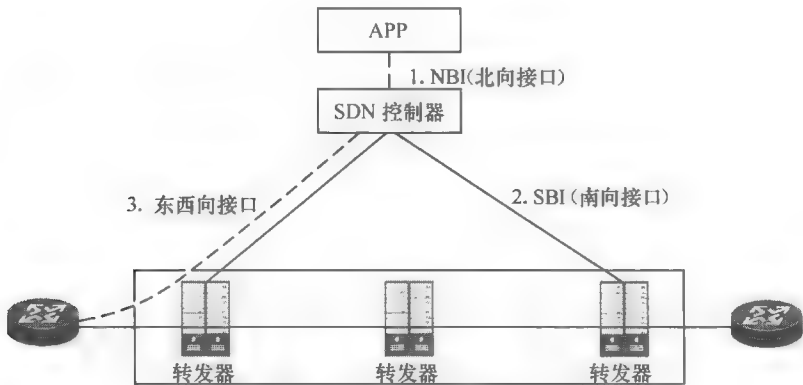 APP
1. NBI(北向接口)
SDN 控制器
3. 东西向接口
2. SBI(南向接口)
转发器
转发器
转发器